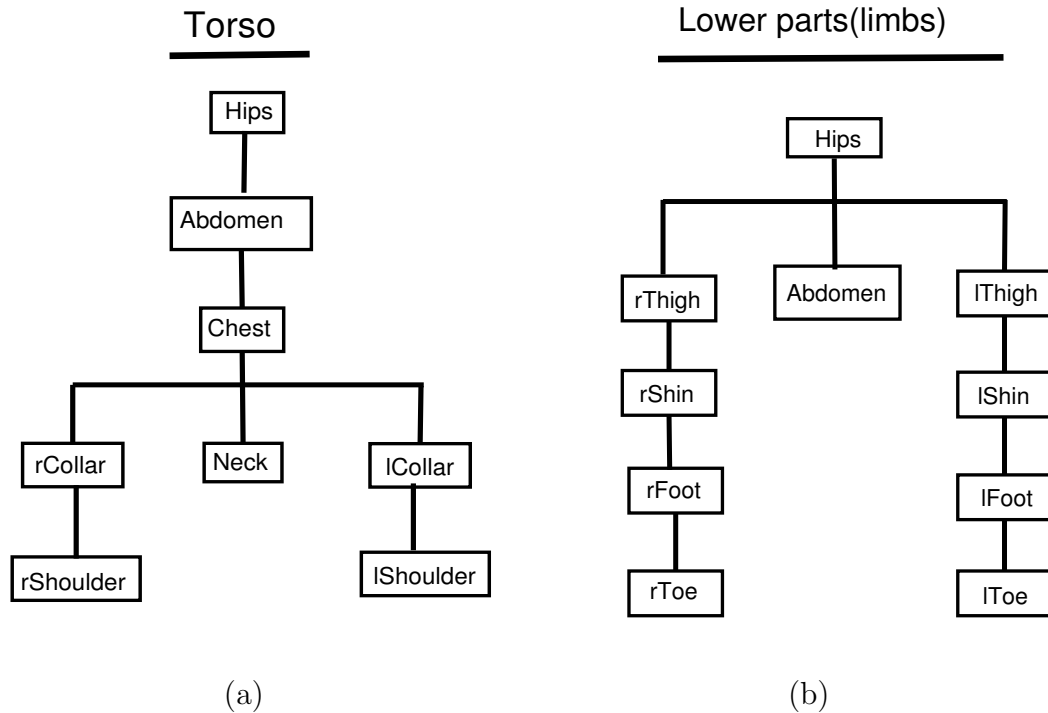 Torso
Hips
Abdomen
Chest
rCollar Neck lCollar
rShoulder lShoulder
(a)
Lower parts(limbs)
Hips
rThigh Abdomen lThigh
rShin lShin
rFoot lFoot
rToe lToe
(b)